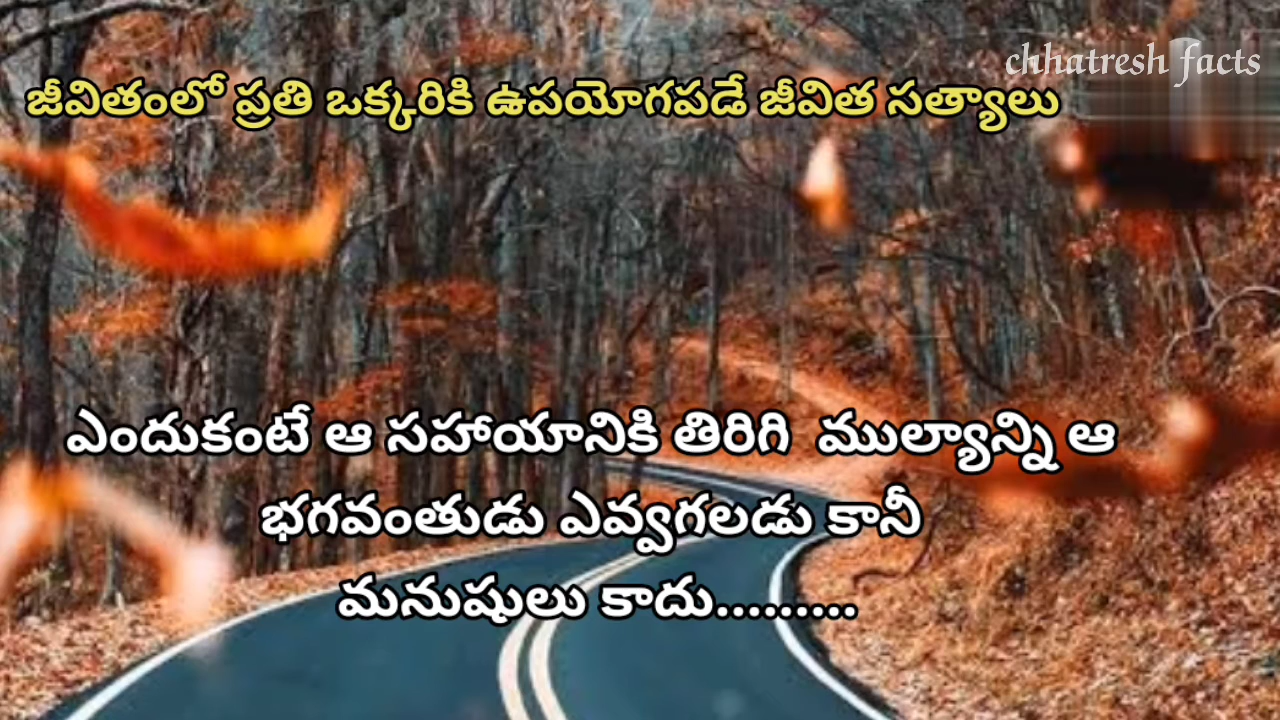 chhatresh facts
జీవితంలో ప్రతి ఒక్కరికి ఉపయోగపడే జీవిత సత్యాలు
ఎందుకంటే ఆ సహాయానికి తిరిగి ముల్యాన్ని ఆ
భగవంతుడు ఎవ్వగలడు కానీ
మనుషులు కాదు.........